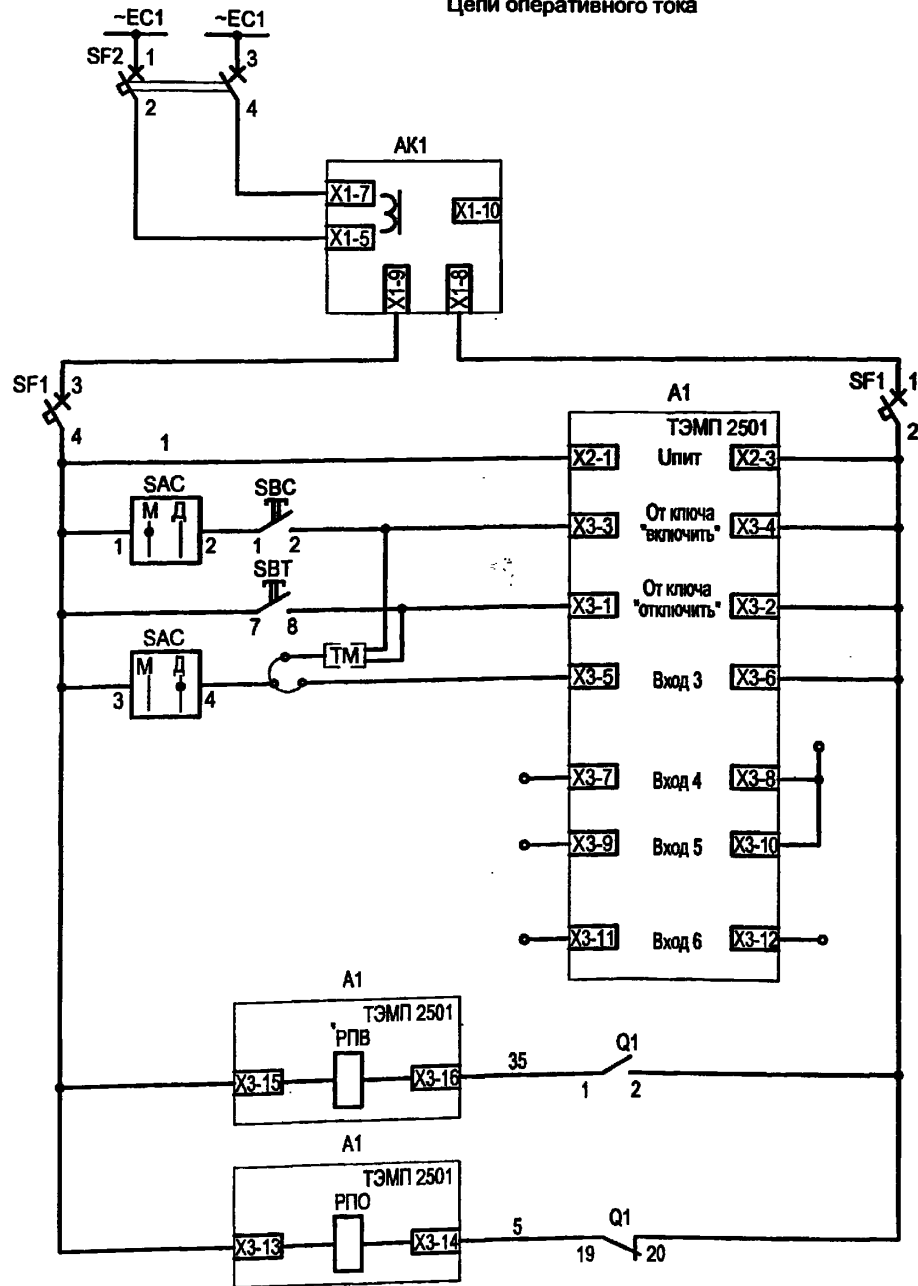 Цепи оперативного тока
~EC1 ~EC1
SF2 1 3
2 4
AK1
X1-7
X1-10
X1-5
X1-9 X1-8
SF1 3
SF1 1
A1
4
2
1
ТЭМП 2501
X2-1 Uпит X2-3
SAC
SBC
М Д
От ключа
X3-3 "включить" X3-4
1 2 1 2
SBT
От ключа
X3-1 "отключить" X3-2
7 8
SAC
TM
М Д
X3-5 Вход 3 X3-6
3 4
X3-7 Вход 4 X3-8
X3-9 Вход 5 X3-10
X3-11 Вход 6 X3-12
A1
ТЭМП 2501
РПВ
Q1
X3-15 X3-16 35
1 2
A1
ТЭМП 2501
РПО
Q1
X3-13 X3-14 5
19 20